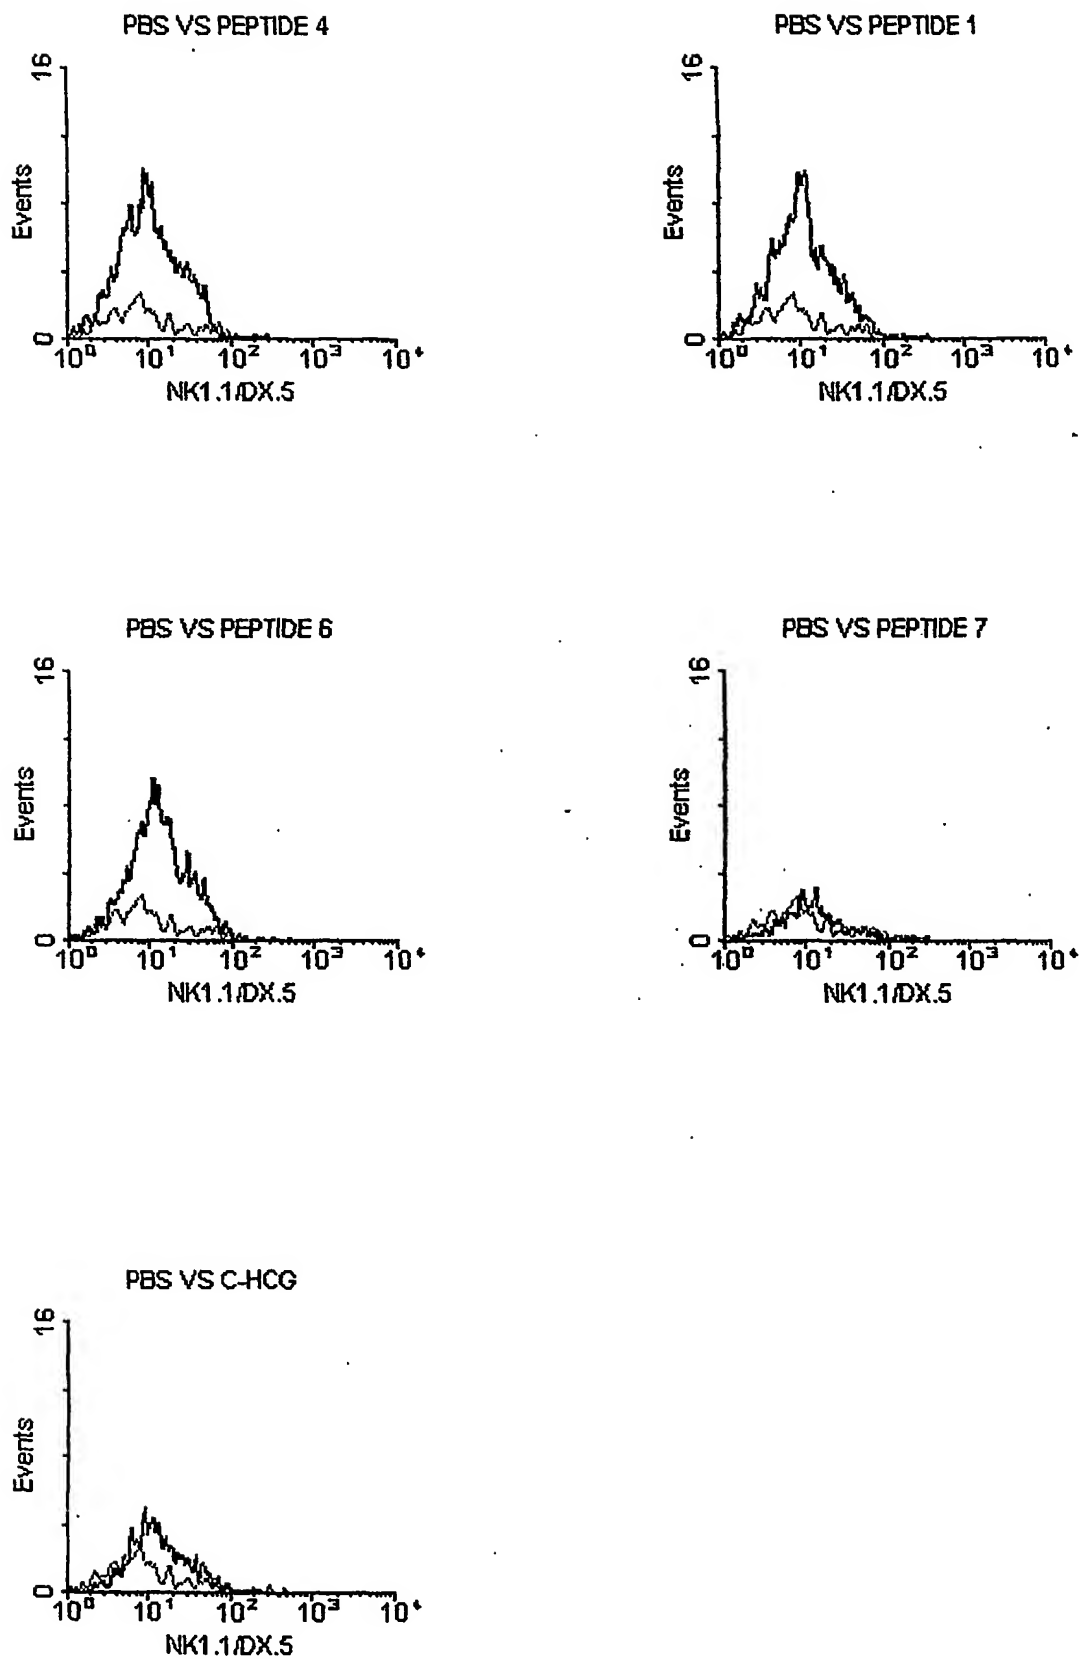 PBS VS PEPTIDE 4
16
Events
0
10⁰ 10¹ 10² 10³ 10⁴
NK1.1/DX.5
PBS VS PEPTIDE 1
16
Events
0
10⁰ 10¹ 10² 10³ 10⁴
NK1.1/DX.5
PBS VS PEPTIDE 6
16
Events
0
10⁰ 10¹ 10² 10³ 10⁴
NK1.1/DX.5
PBS VS PEPTIDE 7
16
Events
0
10⁰ 10¹ 10² 10³ 10⁴
NK1.1/DX.5
PBS VS C-HCG
16
Events
0
10⁰ 10¹ 10² 10³ 10⁴
NK1.1/DX.5